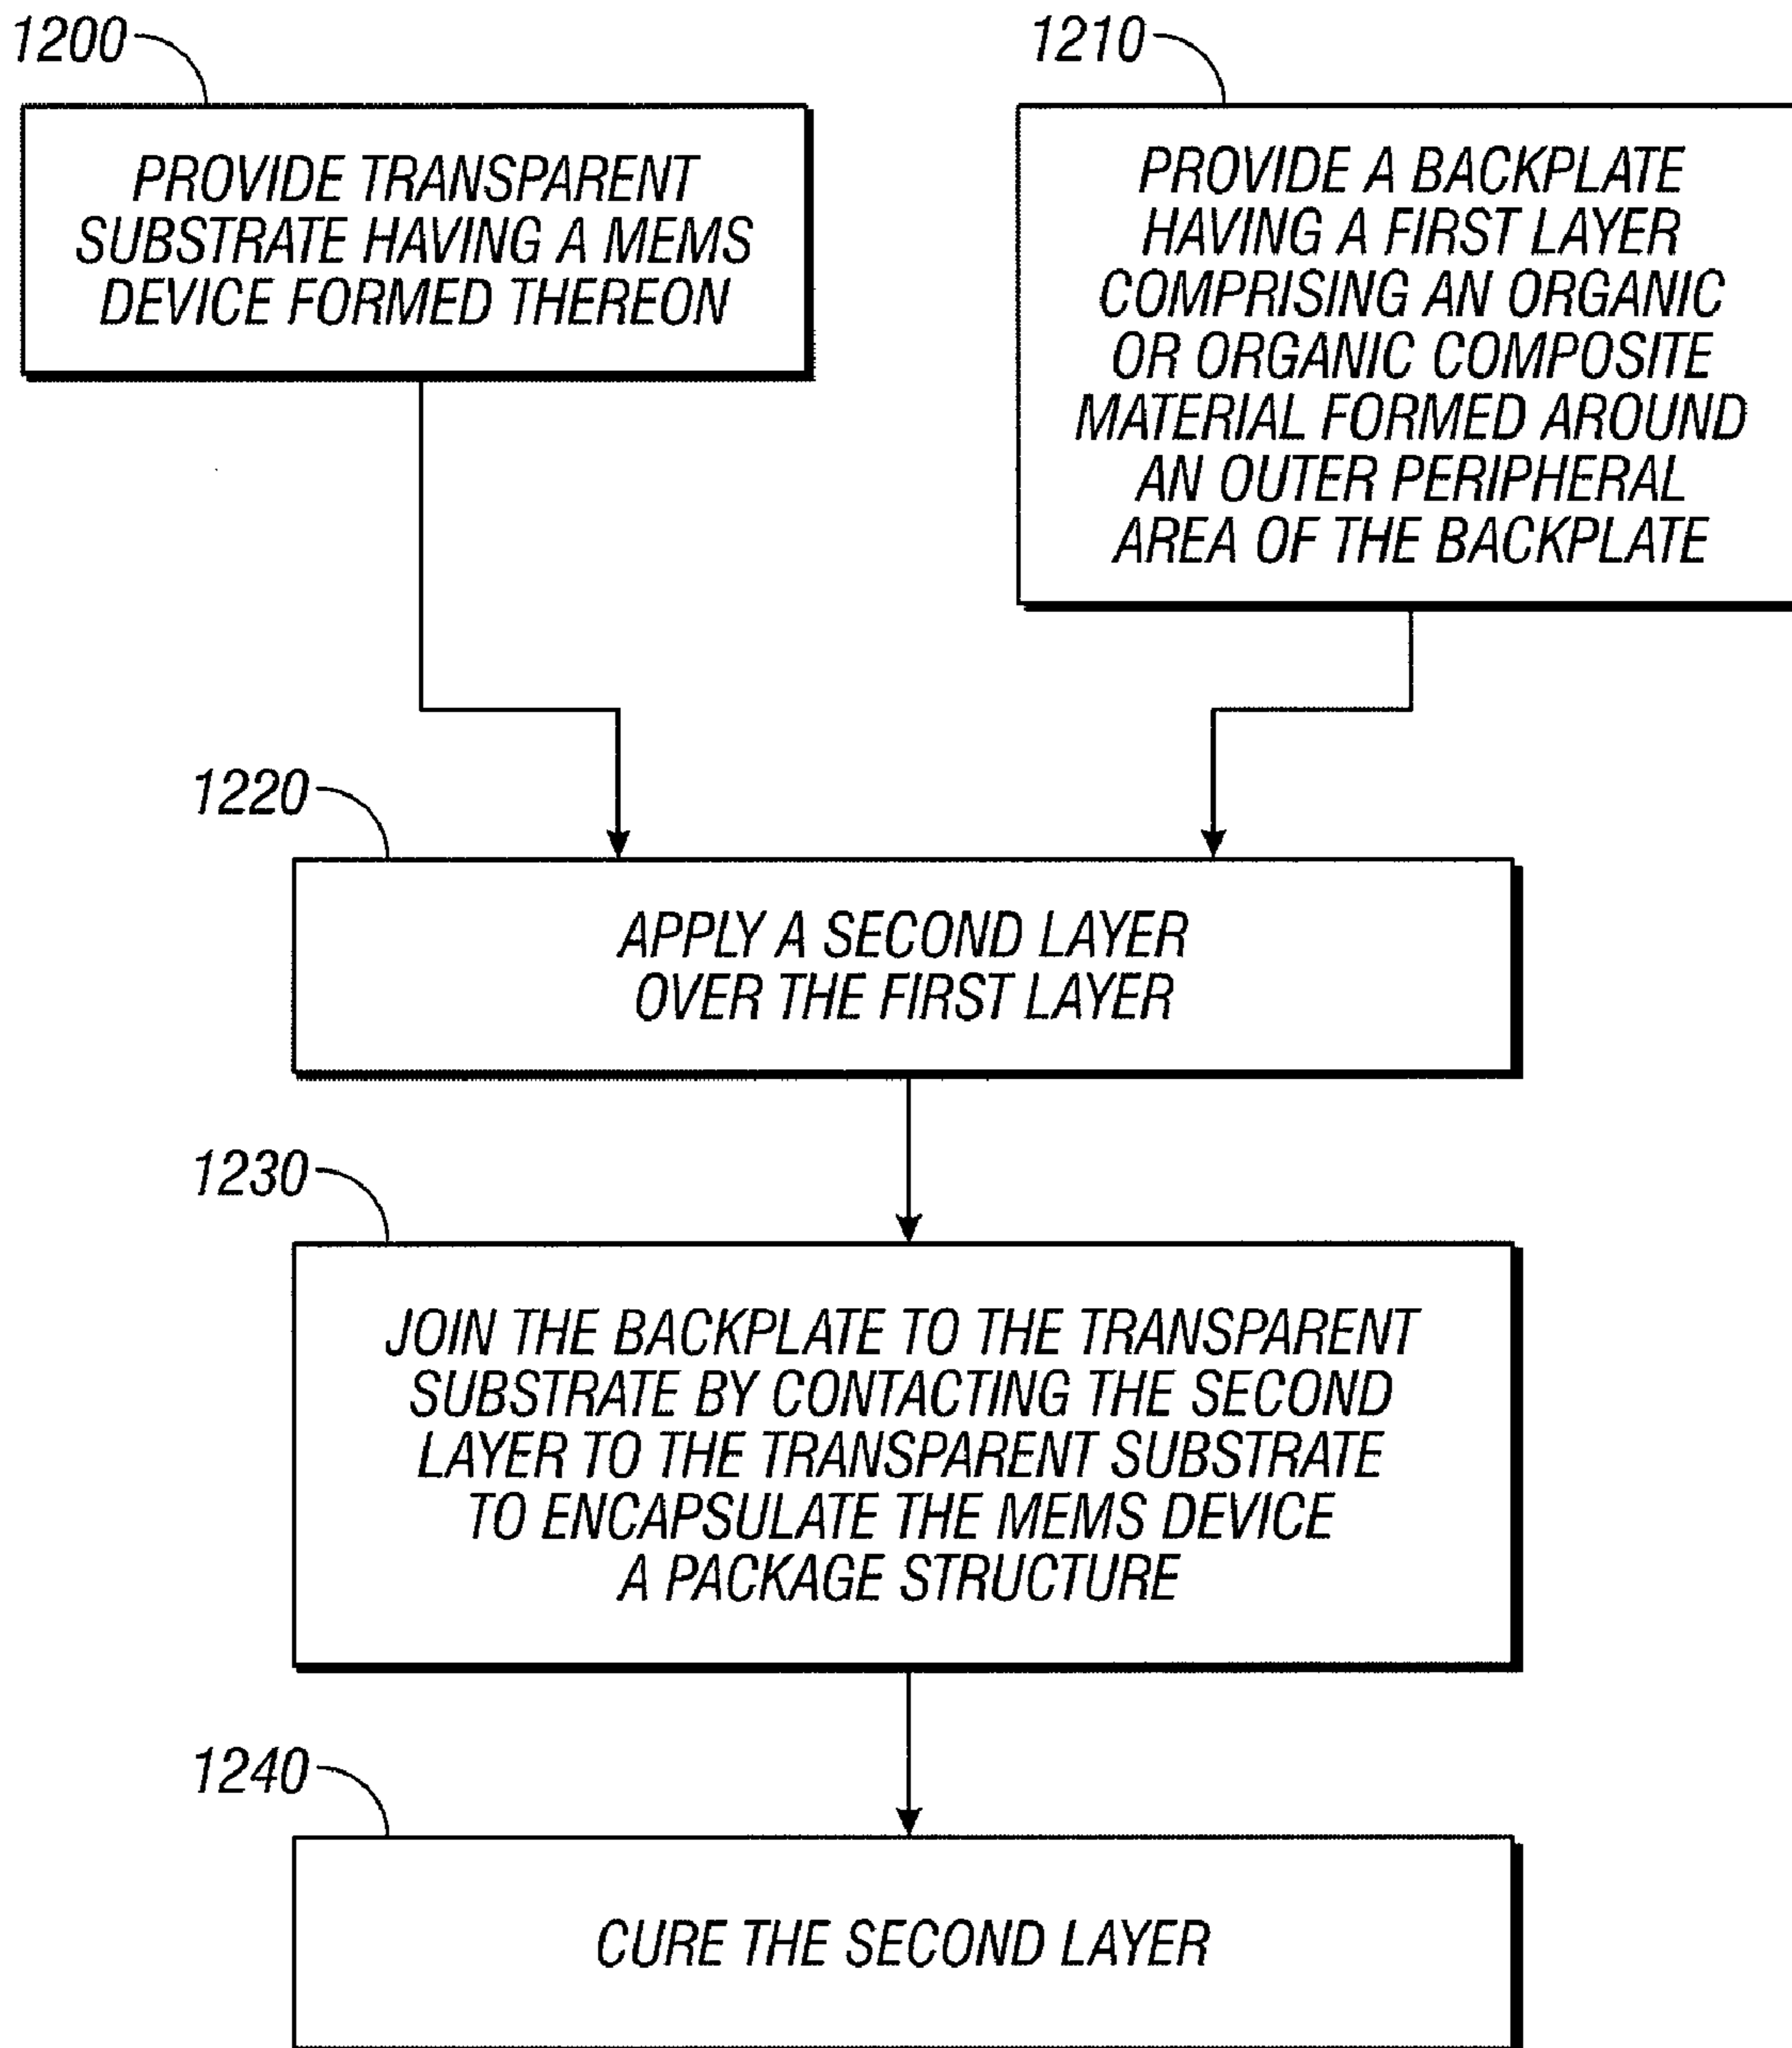 1200
PROVIDE TRANSPARENT
SUBSTRATE HAVING A MEMS
DEVICE FORMED THEREON
1210
PROVIDE A BACKPLATE
HAVING A FIRST LAYER
COMPRISING AN ORGANIC
OR ORGANIC COMPOSITE
MATERIAL FORMED AROUND
AN OUTER PERIPHERAL
AREA OF THE BACKPLATE
1220
APPLY A SECOND LAYER
OVER THE FIRST LAYER
1230
JOIN THE BACKPLATE TO THE TRANSPARENT
SUBSTRATE BY CONTACTING THE SECOND
LAYER TO THE TRANSPARENT SUBSTRATE
TO ENCAPSULATE THE MEMS DEVICE
A PACKAGE STRUCTURE
1240
CURE THE SECOND LAYER